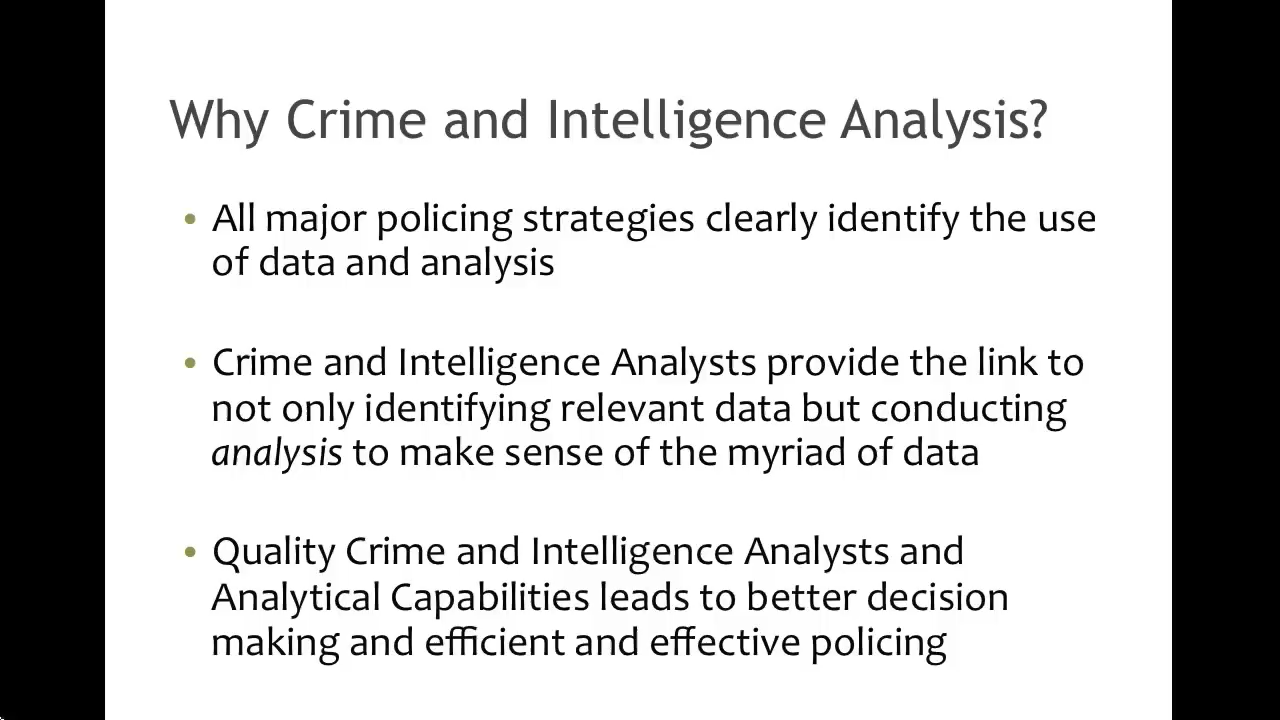 Why Crime and Intelligence Analysis?
• All major policing strategies clearly identify the use
of data and analysis
• Crime and Intelligence Analysts provide the link to
not only identifying relevant data but conducting
analysis to make sense of the myriad of data
• Quality Crime and Intelligence Analysts and
Analytical Capabilities leads to better decision
making and efficient and effective policing